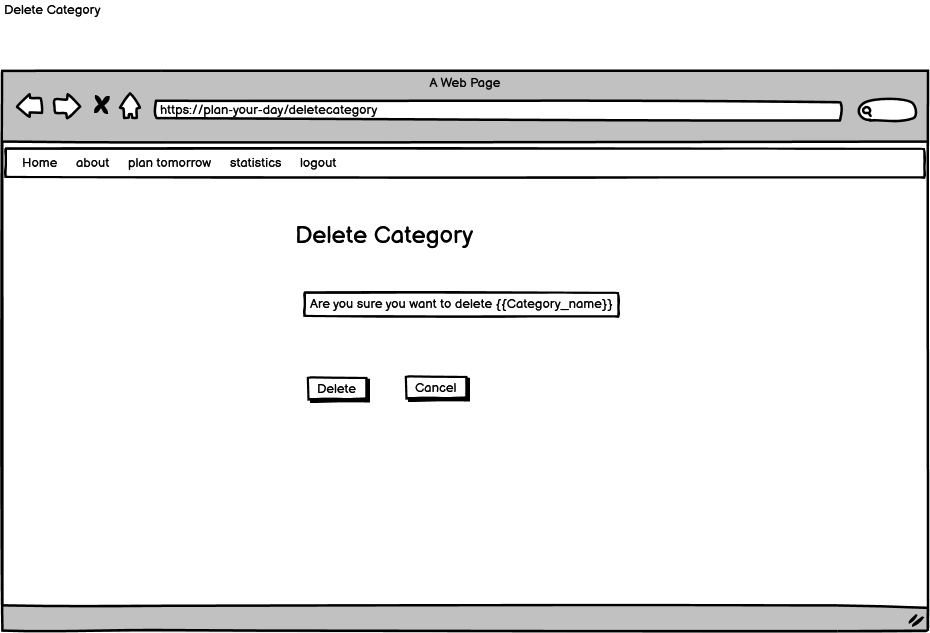 Delete Category
A Web Page
https://plan-your-day/deletecategory
Home about plan tomorrow statistics logout
Delete Category
Are you sure you want to delete {{Category_name}}
Delete Cancel